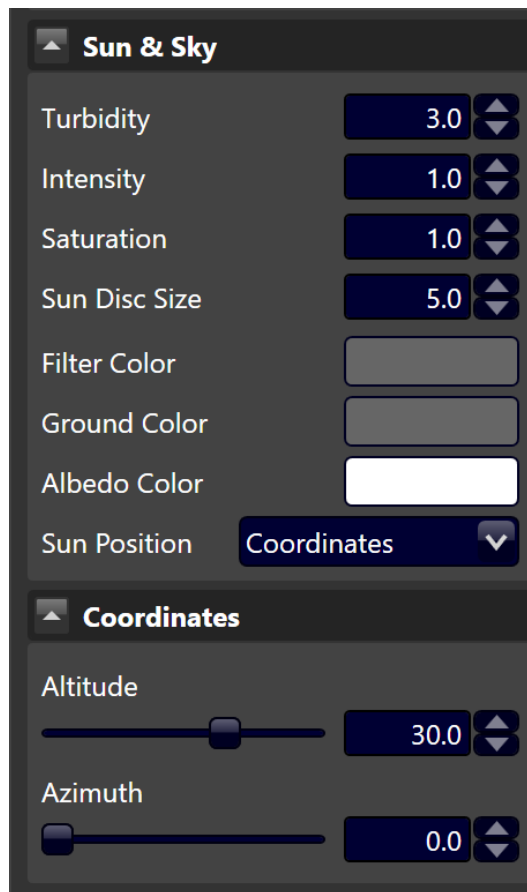 Sun & Sky
Turbidity 3.0
Intensity 1.0
Saturation 1.0
Sun Disc Size 5.0
Filter Color
Ground Color
Albedo Color
Sun Position Coordinates
Coordinates
Altitude
30.0
Azimuth
0.0